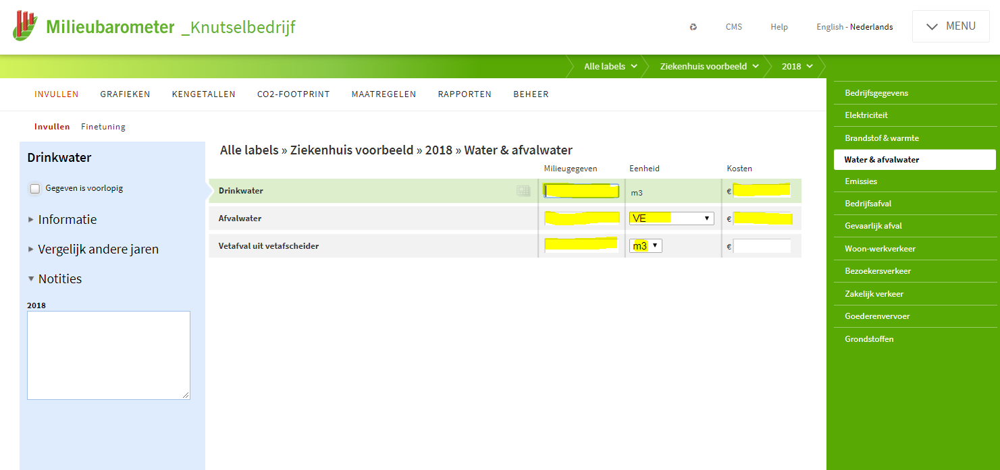 Milieubarometer _Knutselbedrijf
CMS Help English - Nederlands MENU
Alle labels Ziekenhuis voorbeeld 2018
INVULLEN GRAFIEKEN KENGETALLEN CO2-FOOTPRINT MAATREGELEN RAPPORTEN BEHEER
Invullen Finetuning
Drinkwater
Gegeven is voorlopig
Informatie
Vergelijk andere jaren
Notities
2018
Alle labels » Ziekenhuis voorbeeld » 2018 » Water & afvalwater
Milieugegeven Eenheid Kosten
Drinkwater m3 €
Afvalwater VE €
Vetafval uit vetafscheider m3 €
Bedrijfsgegevens
Elektriciteit
Brandstof & warmte
Water & afvalwater
Emissies
Bedrijfsafval
Gevaarlijk afval
Woon-werkverkeer
Bezoekersverkeer
Zakelijk verkeer
Goederenvervoer
Grondstoffen